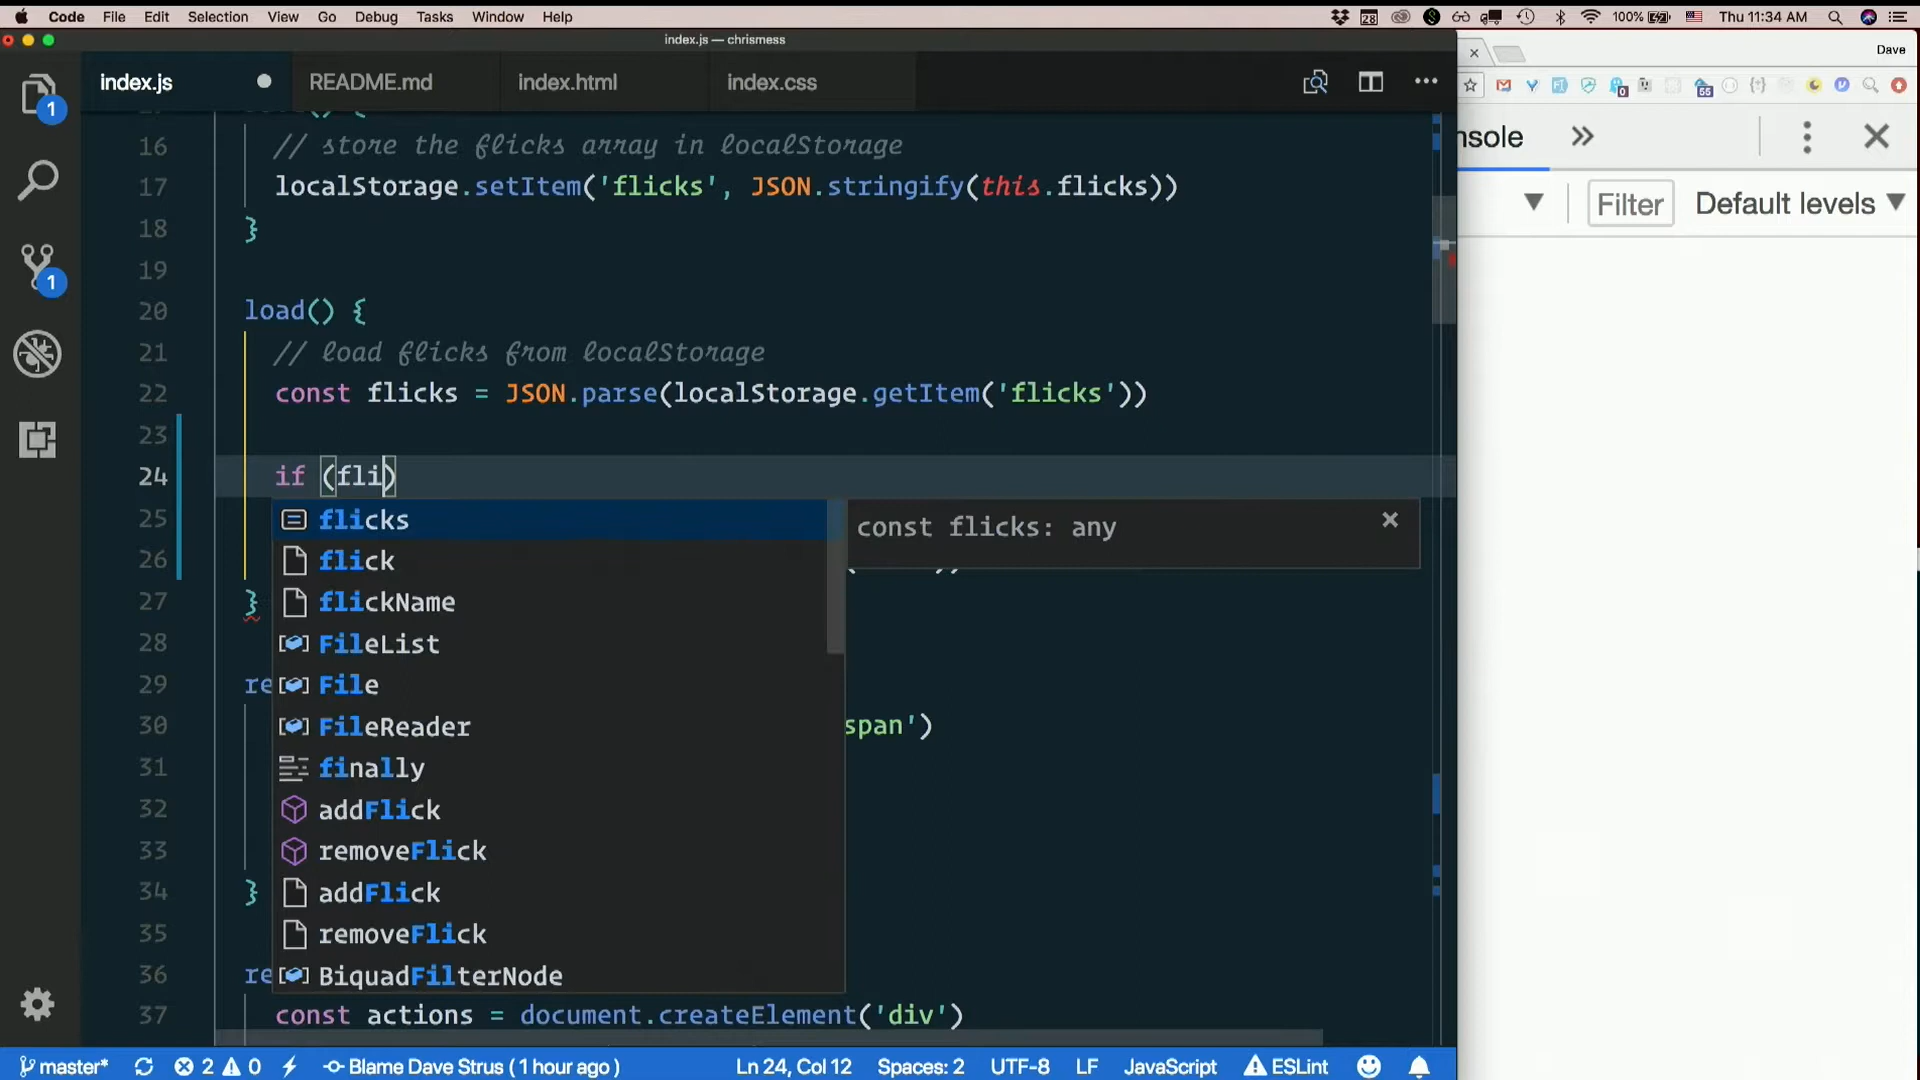 Code File Edit Selection View Go Debug Tasks Window Help
28 100% Thu 11:34 AM
index.js — chrismess
Dave
index.js README.md index.html index.css
1
16 // store the flicks array in localStorage
17 localStorage.setItem('flicks', JSON.stringify(this.flicks))
18 }
19
20 load() {
21 // load flicks from localStorage
22 const flicks = JSON.parse(localStorage.getItem('flicks'))
23
24 if (fli)
25 flicks
const flicks: any
26 flick
27 } flickName
28 FileList
29 re File
30 FileReader span')
31 finally
32 addFlick
33 removeFlick
34 } addFlick
35 removeFlick
36 re BiquadFilterNode
37 const actions = document.createElement('div')
1
nsole
Filter Default levels
55
master* 2 0 Blame Dave Strus ( 1 hour ago ) Ln 24, Col 12 Spaces: 2 UTF-8 LF JavaScript ESLint